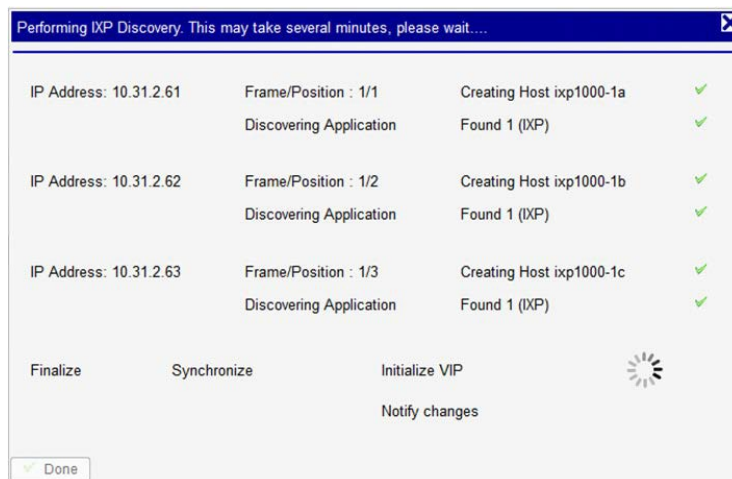 Performing IXP Discovery. This may take several minutes, please wait....
IP Address: 10.31.2.61 Frame/Position : 1/1 Creating Host ixp1000-1a
Discovering Application Found 1 (IXP)
IP Address: 10.31.2.62 Frame/Position : 1/2 Creating Host ixp1000-1b
Discovering Application Found 1 (IXP)
IP Address: 10.31.2.63 Frame/Position : 1/3 Creating Host ixp1000-1c
Discovering Application Found 1 (IXP)
Finalize Synchronize Initialize VIP
Notify changes
Done